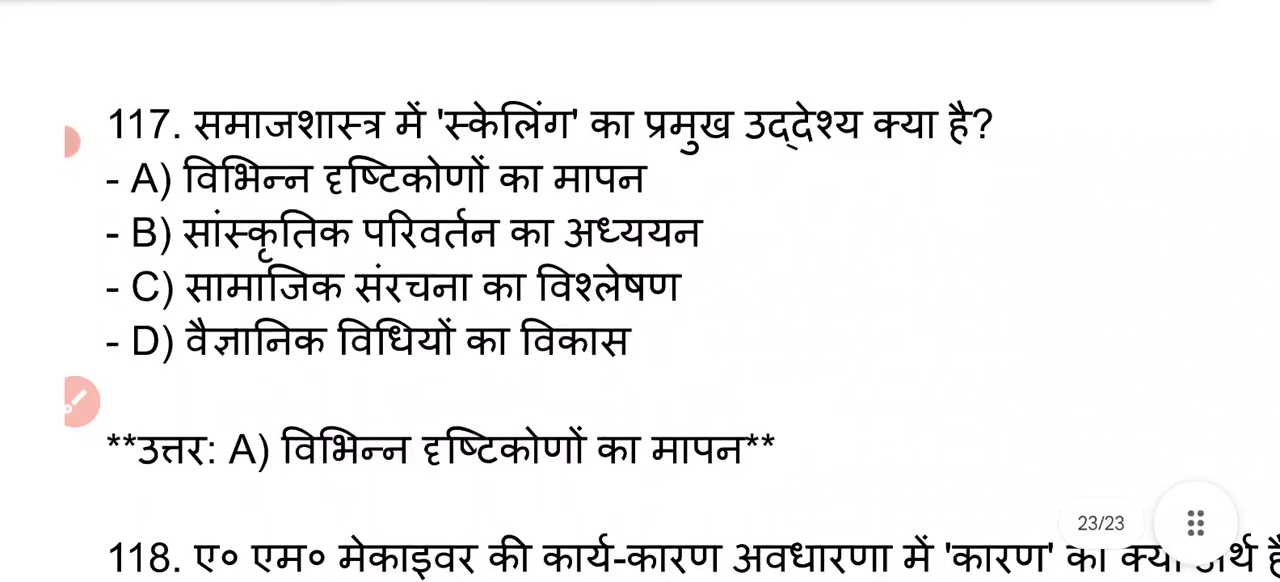 117. समाजशास्त्र में 'स्केलिंग' का प्रमुख उद्देश्य क्या है?
- A) विभिन्न दृष्टिकोणों का मापन
- B) सांस्कृतिक परिवर्तन का अध्ययन
- C) सामाजिक संरचना का विश्लेषण
- D) वैज्ञानिक विधियों का विकास
**उत्तर: A) विभिन्न दृष्टिकोणों का मापन**
23/23
118. ए० एम० मेकाइवर की कार्य-कारण अवधारणा में 'कारण' का क्या